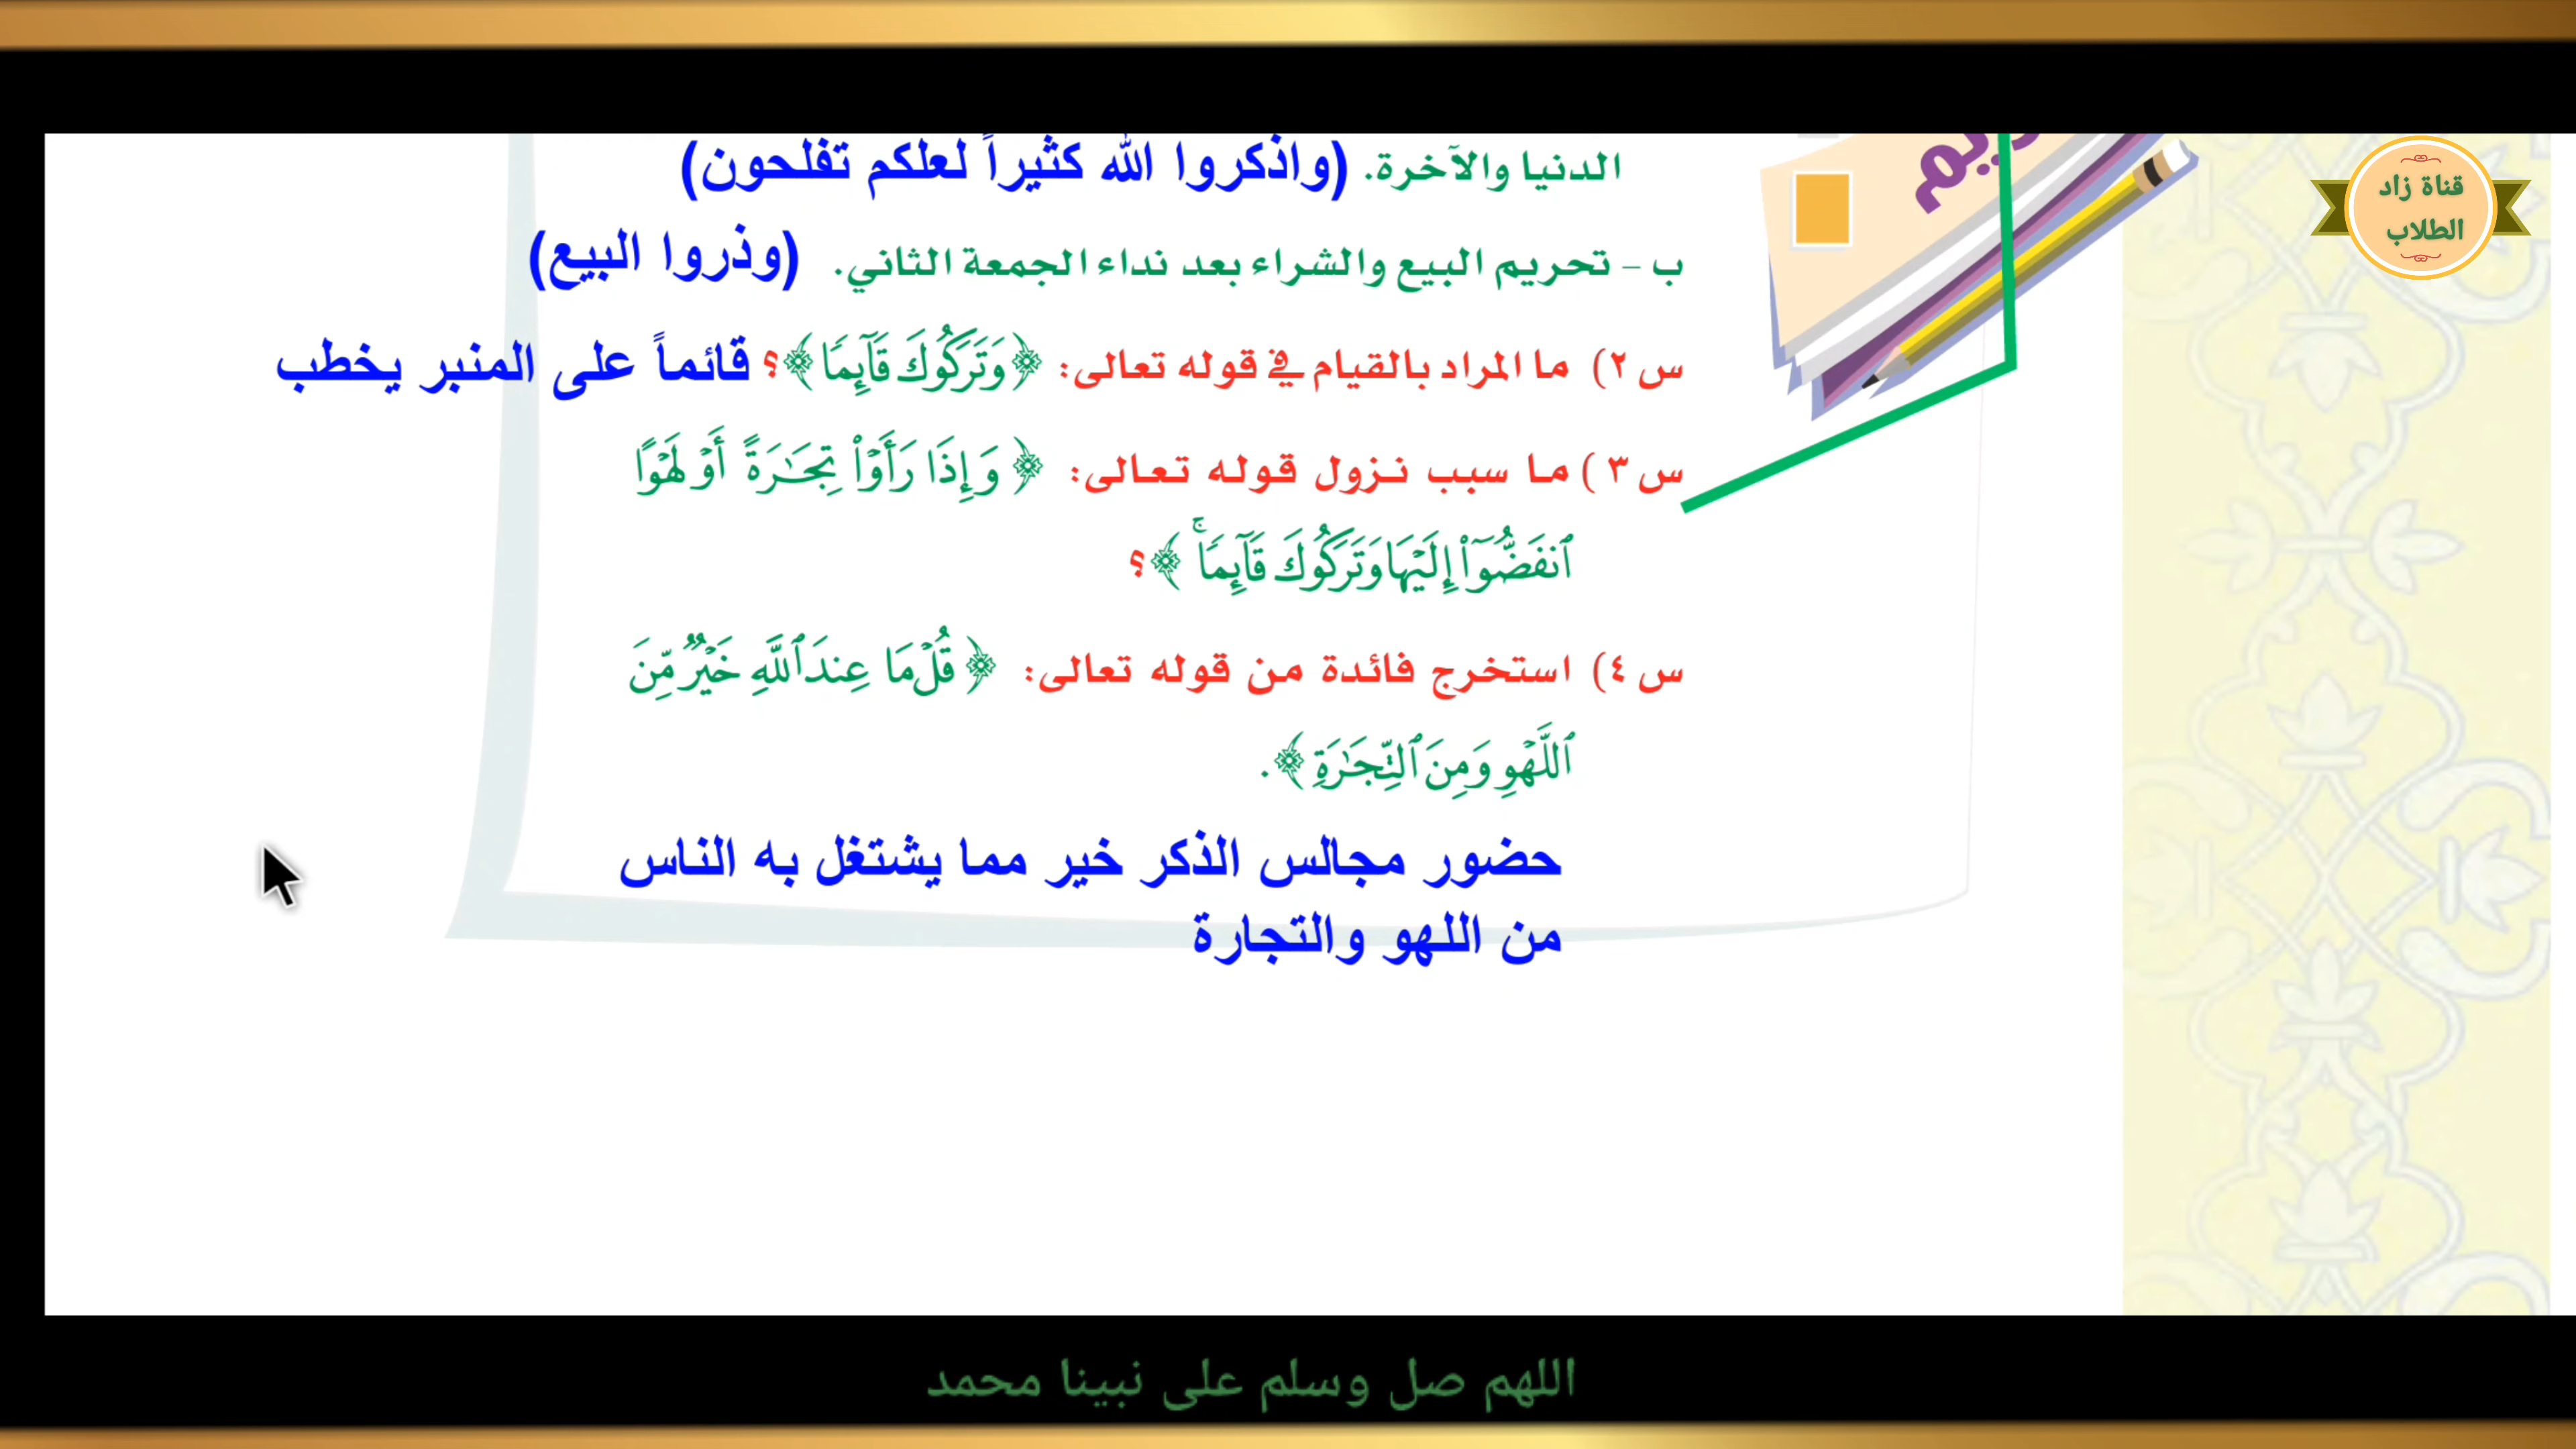 الدنيا والآخرة. (واذكروا الله كثيراً لعلكم تفلحون)
ب – تحريم البيع والشراء بعد نداء الجمعة الثاني. (وذروا البيع)
س ٢) ما المراد بالقيام في قوله تعالى: ﴿وَتَرَكُوكَ قَآئِمًا﴾؟ قائماً على المنبر يخطب
س ٣) ما سبب نزول قوله تعالى: ﴿وَإِذَا رَأَوْا۟ تِجَـٰرَةً أَوْ لَهْوًا
ٱنفَضُّوٓا۟ إِلَيْهَا وَتَرَكُوكَ قَآئِمًا ۚ﴾؟
س ٤) استخرج فائدة من قوله تعالى: ﴿قُلْ مَا عِندَ ٱللَّهِ خَيْرٌ مِّنَ
ٱللَّهْوِ وَمِنَ ٱلتِّجَـٰرَةِ﴾.
حضور مجالس الذكر خير مما يشتغل به الناس
من اللهو والتجارة
قناة زاد
الطلاب
اللهم صل وسلم على نبينا محمد